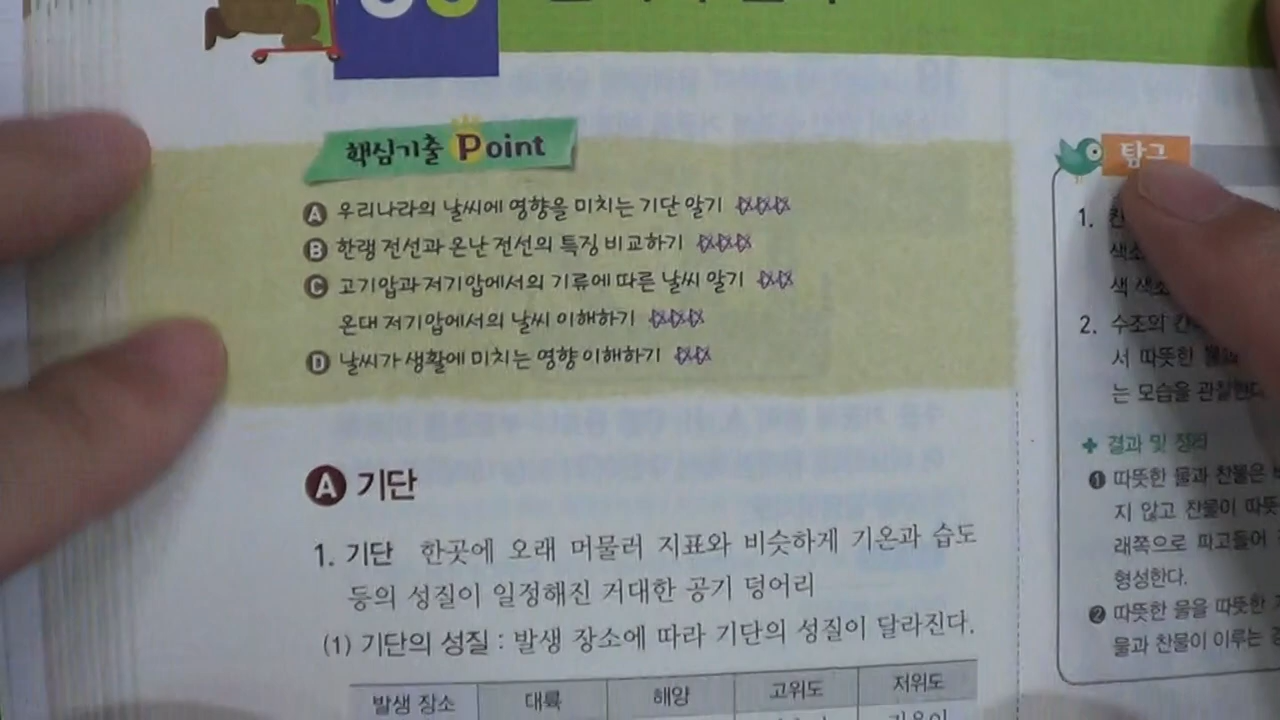 핵심기출 Point
A 우리나라의 날씨에 영향을 미치는 기단 알기
B 한랭 전선과 온난 전선의 특징 비교하기
C 고기압과 저기압에서의 기류에 따른 날씨 알기
온대 저기압에서의 날씨 이해하기
D 날씨가 생활에 미치는 영향 이해하기
A 기단
1. 기단 한곳에 오래 머물러 지표와 비슷하게 기온과 습도
등의 성질이 일정해진 거대한 공기 덩어리
(1) 기단의 성질 : 발생 장소에 따라 기단의 성질이 달라진다.
발생 장소 대륙 해양 고위도 저위도
탐구
1.
색 색소
2. 수조의
서 따뜻한 물과
는 모습을 관찰한다.
결과 및 정리
1 따뜻한 물과 찬물은
지 않고 찬물이
래쪽으로 파고들어
형성한다.
2 따뜻한 물을 따뜻한
물과 찬물이 이루는